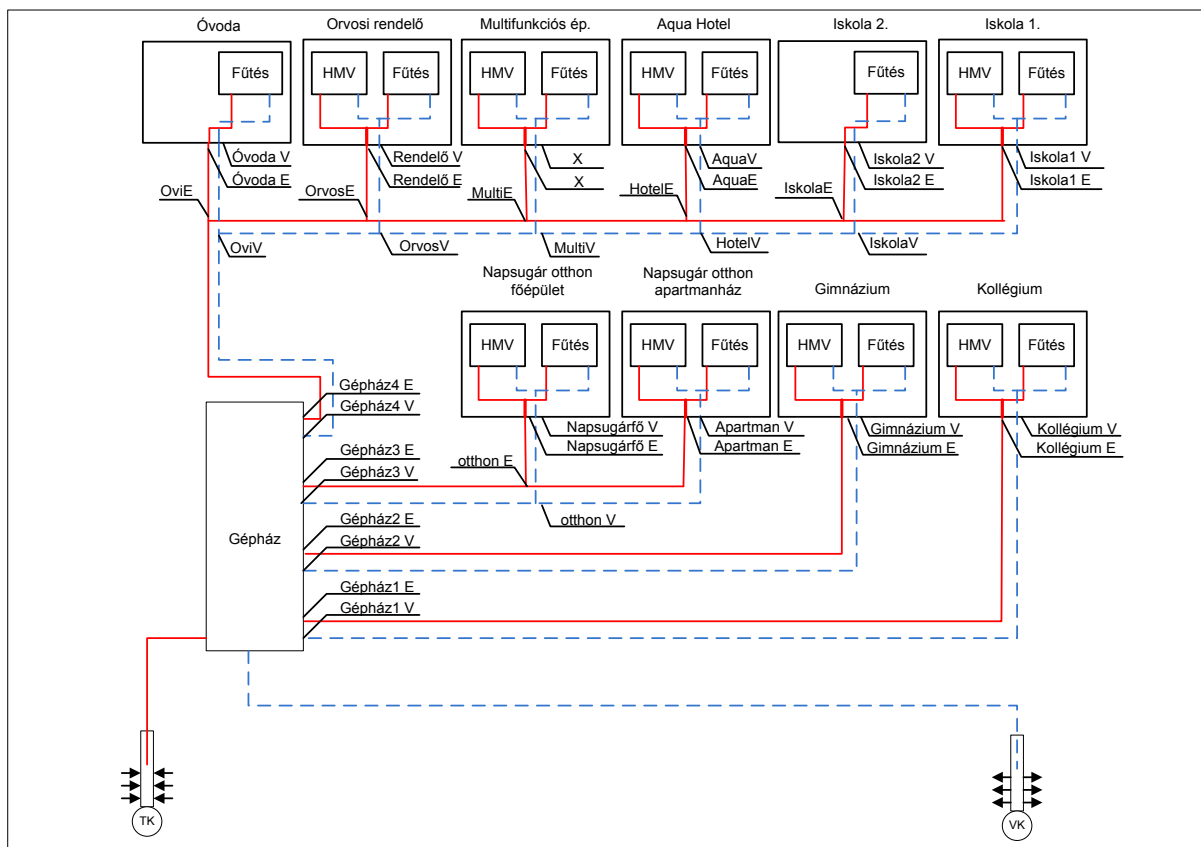 Óvoda
Orvosi rendelő
Multifunkciós ép.
Aqua Hotel
Iskola 2.
Iskola 1.
Fűtés
HMV
Fűtés
HMV
Fűtés
HMV
Fűtés
Fűtés
HMV
Fűtés
Óvoda V
Óvoda E
Rendelő V
Rendelő E
X
X
AquaV
AquaE
Iskola2 V
Iskola2 E
Iskola1 V
Iskola1 E
OviE
OrvosE
MultiE
HotelE
IskolaE
OviV
OrvosV
MultiV
HotelV
IskolaV
Napsugár otthon
főépület
Napsugár otthon
apartmanház
Gimnázium
Kollégium
HMV
Fűtés
HMV
Fűtés
HMV
Fűtés
HMV
Fűtés
Napsugárfő V
Napsugárfő E
Apartman V
Apartman E
Gimnázium V
Gimnázium E
Kollégium V
Kollégium E
Gépház4 E
Gépház4 V
Gépház3 E
Gépház3 V
otthon E
otthon V
Gépház2 E
Gépház2 V
Gépház
Gépház1 E
Gépház1 V
TK
VK